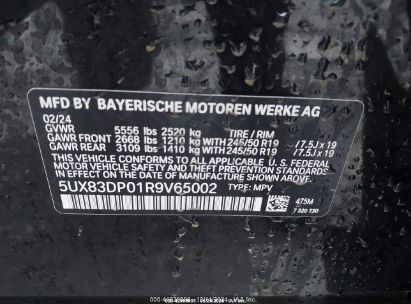 MFD BY BAYERISCHE MOTOREN WERKE AG
02/24
GVWR 5556 lbs 2520 kg TIRE / RIM
GAWR FRONT 2668 lbs 1210 kg WITH 245/50 R19 /7.5J x 19
GAWR REAR 3109 lbs 1410 kg WITH 245/50 R19 /7.5J x 19
THIS VEHICLE CONFORMS TO ALL APPLICABLE U.S. FEDERAL
MOTOR VEHICLE SAFETY AND THEFT PREVENTION STANDARDS
IN EFFECT ON THE DATE OF MANUFACTURE SHOWN ABOVE.
5UX83DP01R9V65002 TYPE: MPV
475M
7 320 730